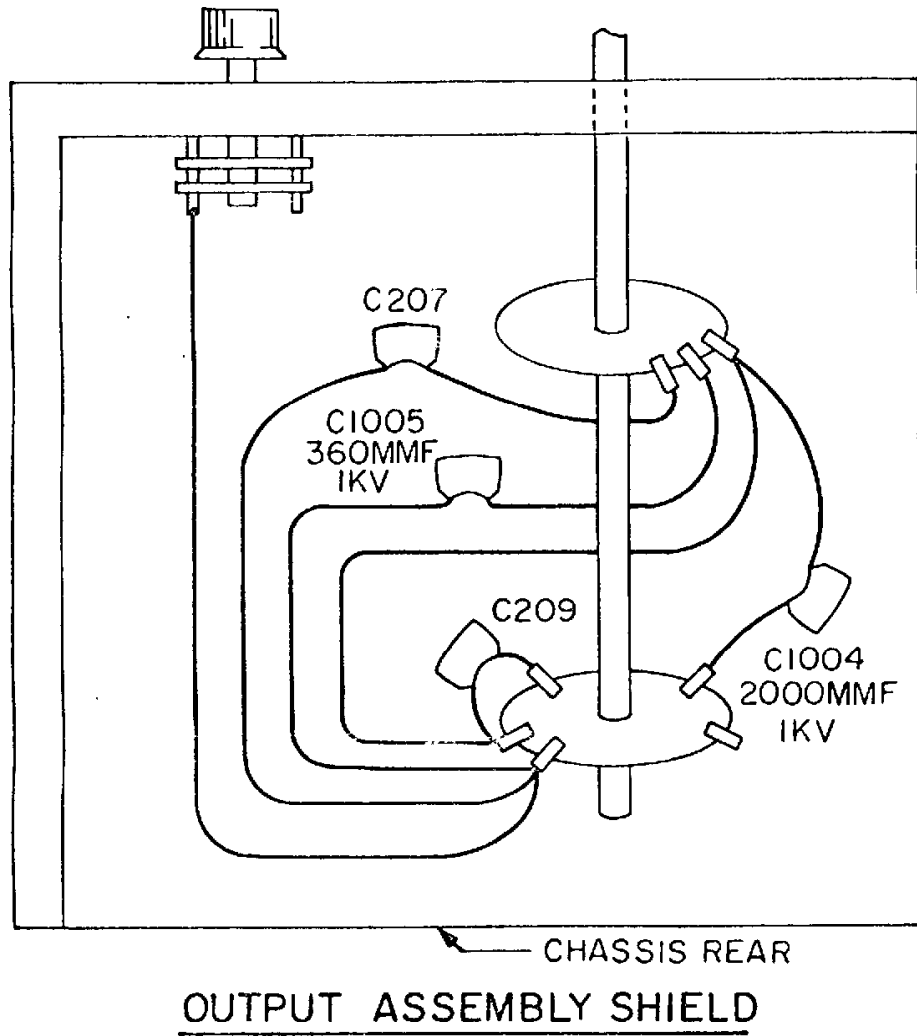 C207
C1005
360MMF
1KV
C209
C1004
2000MMF
1KV
CHASSIS REAR
OUTPUT ASSEMBLY SHIELD